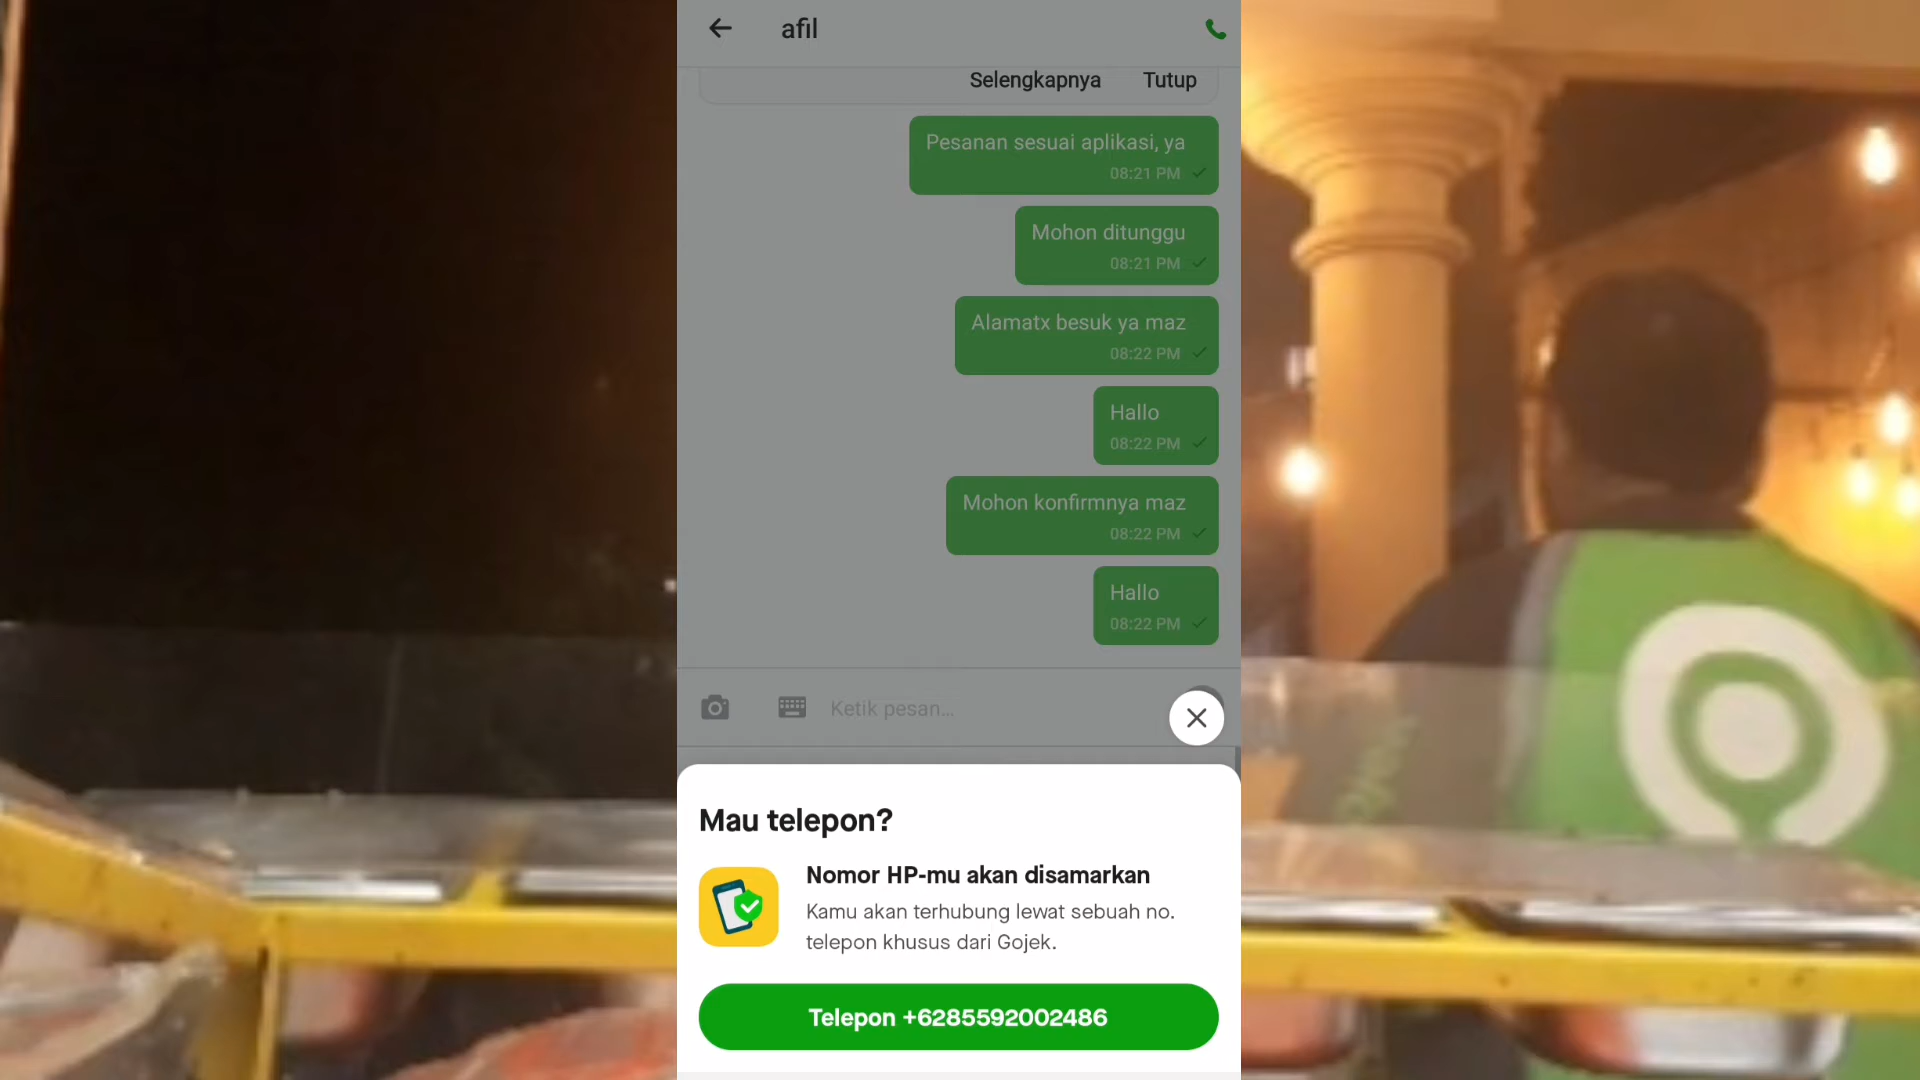 afil
Selengkapnya Tutup
Pesanan sesuai aplikasi, ya
08:21 PM
Mohon ditunggu
08:21 PM
Alamatx besuk ya maz
08:22 PM
Hallo
08:22 PM
Mohon konfirmnya maz
08:22 PM
Hallo
08:22 PM
Ketik pesan...
Mau telepon?
Nomor HP-mu akan disamarkan
Kamu akan terhubung lewat sebuah no.
telepon khusus dari Gojek.
Telepon +6285592002486